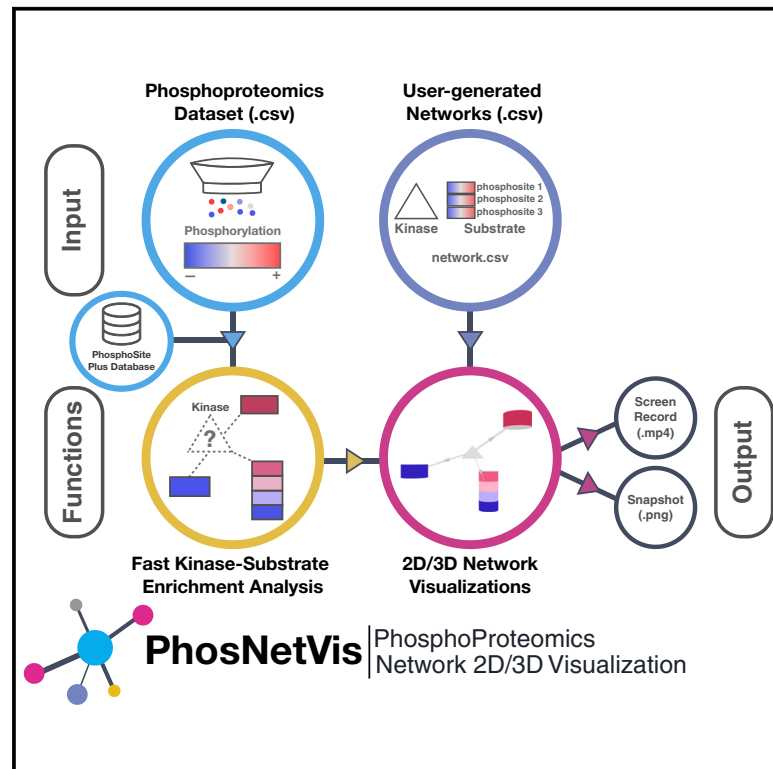 Phosphoproteomics
Dataset (.csv)
User-generated
Networks (.csv)
Input
Phosphorylation
–
+
phosphosite 1
phosphosite 2
phosphosite 3
Kinase
Substrate
network.csv
PhosphoSite
Plus Database
Functions
Kinase
?
Screen
Record
(.mp4)
Snapshot
(.png)
Output
Fast Kinase-Substrate
Enrichment Analysis
2D/3D Network
Visualizations
PhosNetVis
PhosphoProteomics
Network 2D/3D Visualization